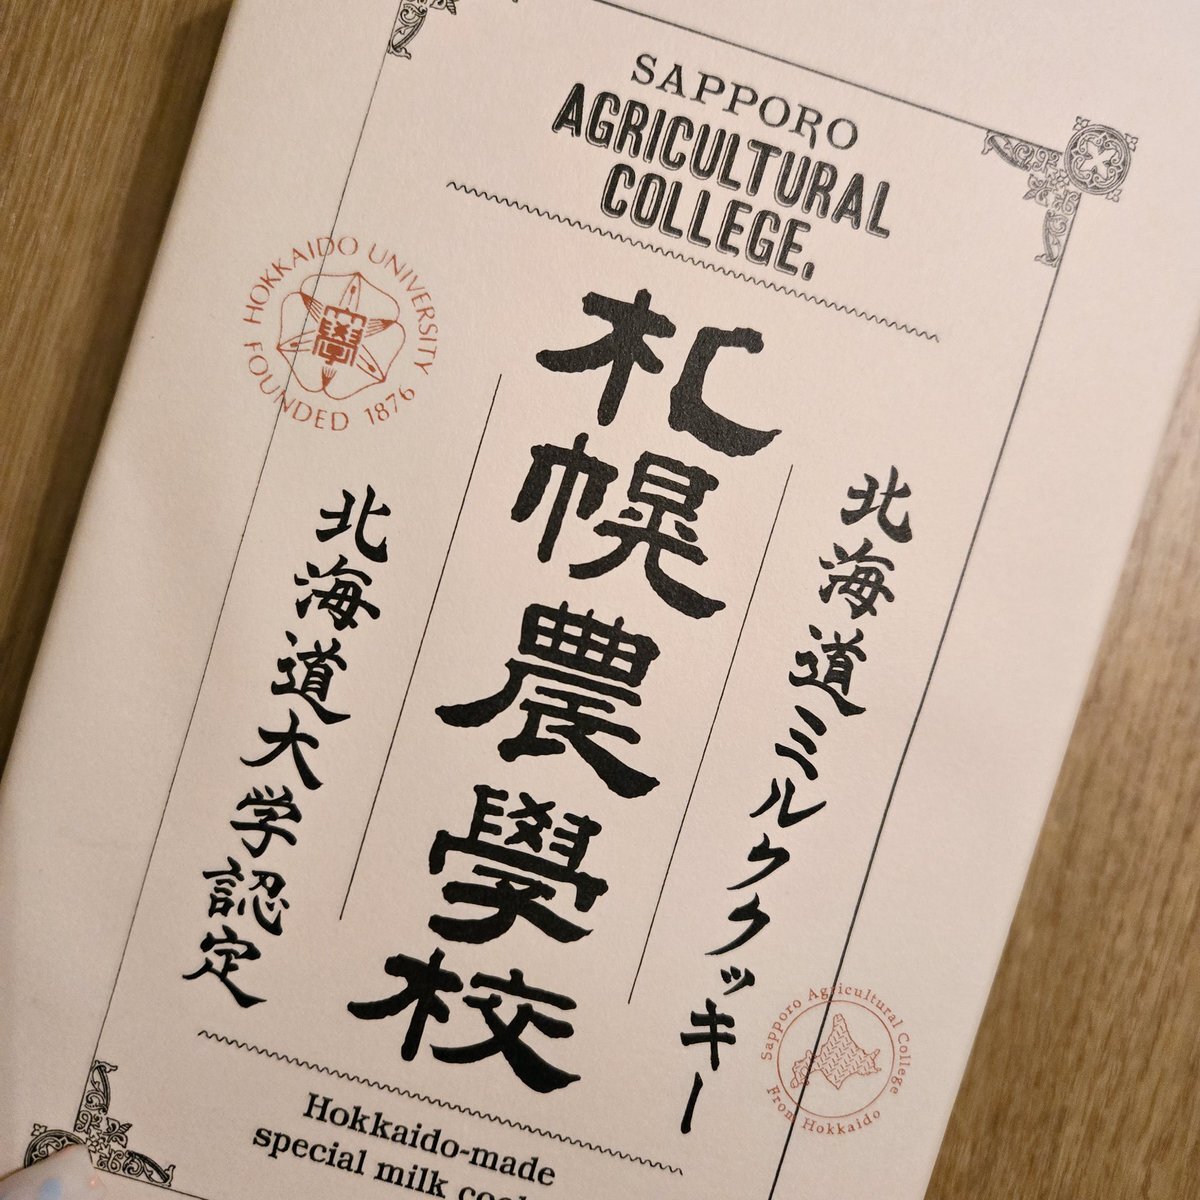 SAPPORO
AGRICULTURAL
COLLEGE.
HOKKAIDO UNIVERSITY
FOUNDED 1876
大學
北海道ミルククッキー
札幌農學校
北海道大学認定
Sapporo Agricultural College
From Hokkaido
Hokkaido-made
special milk